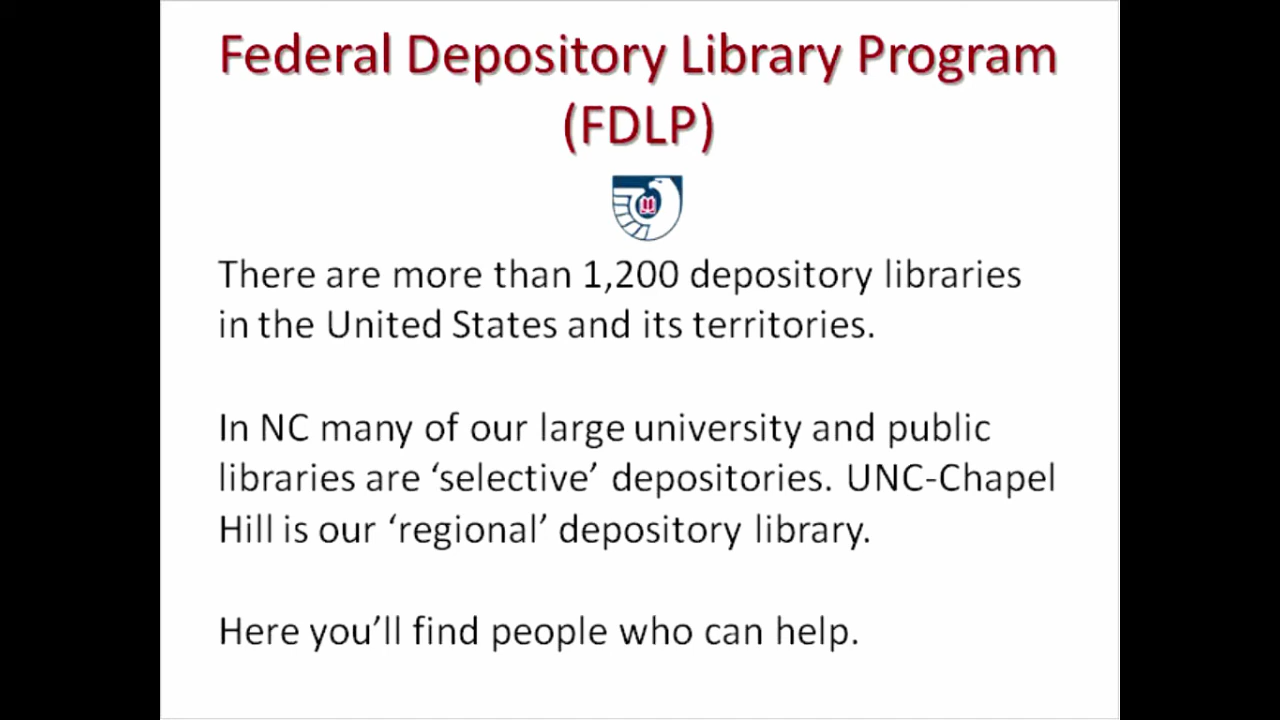 Federal Depository Library Program
(FDLP)
There are more than 1,200 depository libraries
in the United States and its territories.
In NC many of our large university and public
libraries are ‘selective’ depositories. UNC-Chapel
Hill is our ‘regional’ depository library.
Here you’ll find people who can help.